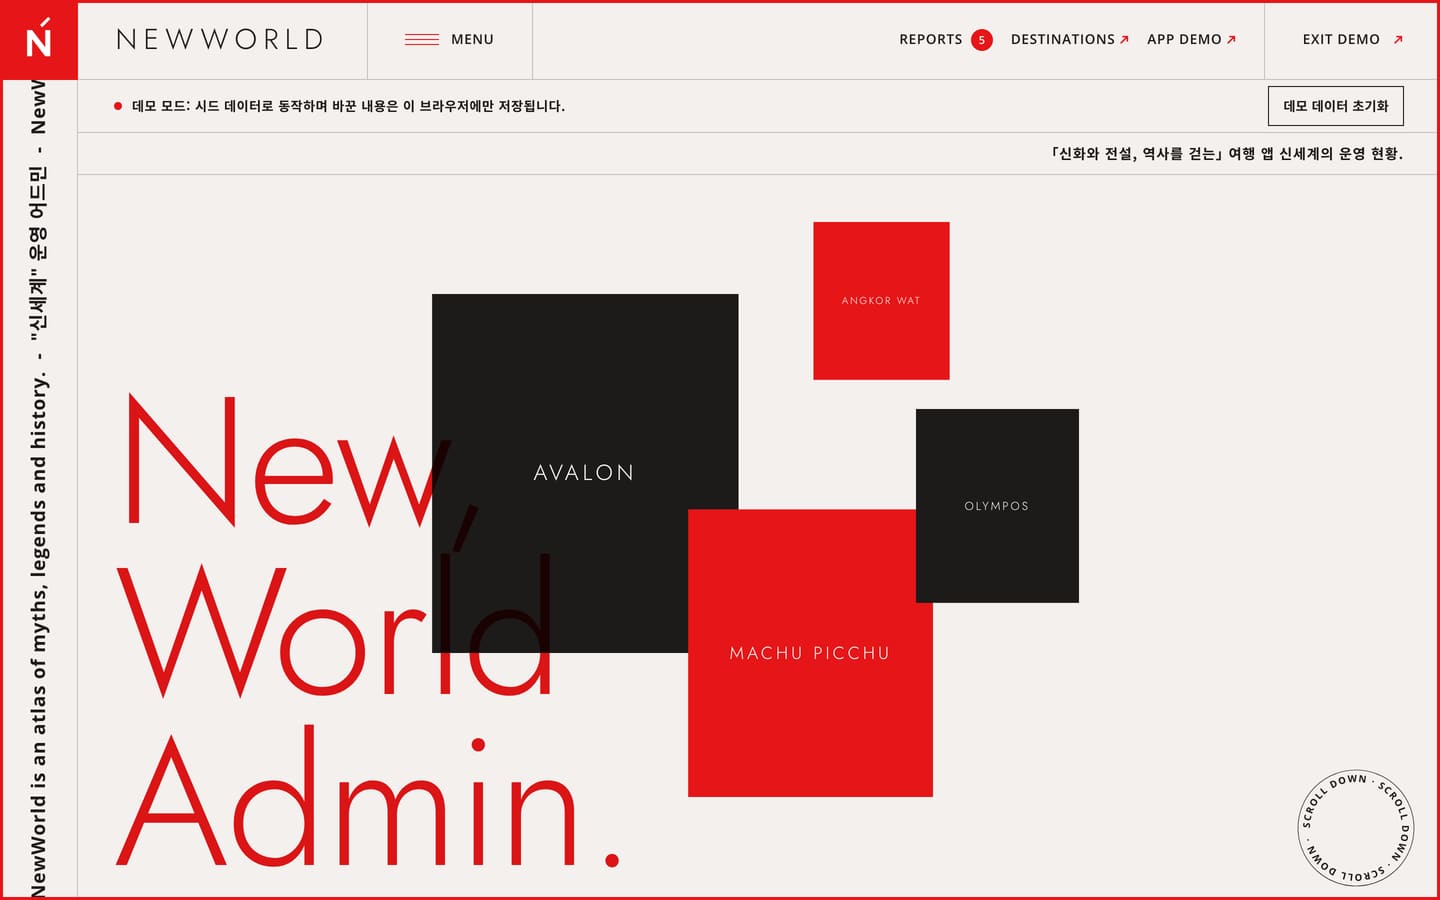 Ń
NEWWORLD
MENU
REPORTS 5
DESTINATIONS
APP DEMO
EXIT DEMO
데모 모드: 시드 데이터로 동작하며 바꾼 내용은 이 브라우저에만 저장됩니다.
데모 데이터 초기화
「신화와 전설, 역사를 걷는」 여행 앱 신세계의 운영 현황.
NewWorld is an atlas of myths, legends and history. - "신세계" 운영 어드민 - NewW
ANGKOR WAT
AVALON
OLYMPOS
MACHU PICCHU
New,
World
Admin.
SCROLL DOWN · SCROLL DOWN · SCROLL DOWN ·